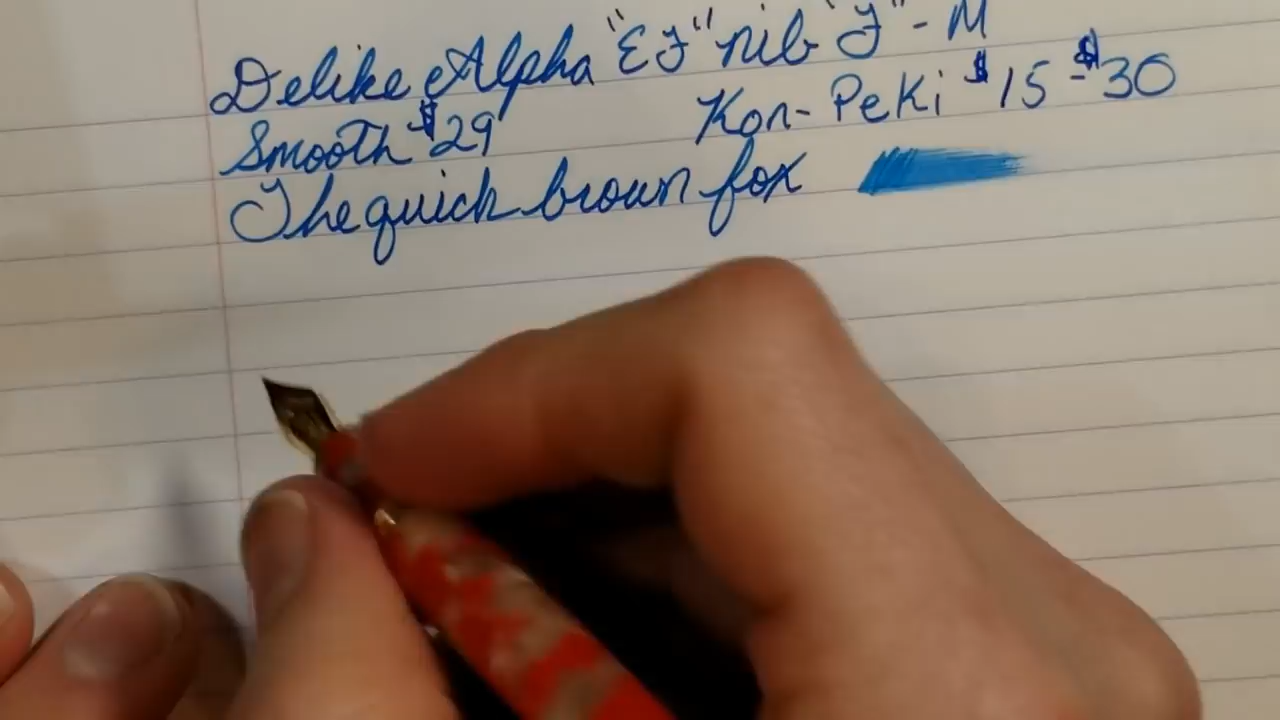 Delike Alpha "EF" nib "F" - M
Smooth $29 Kon-Peki $15-$30
The quick brown fox